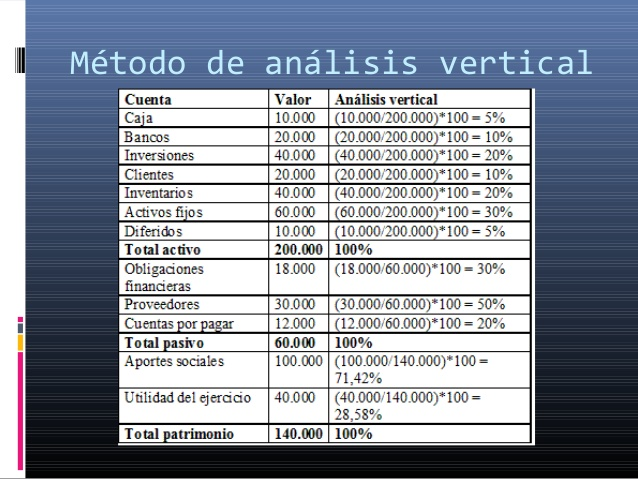 Método de análisis vertical
Cuenta Valor Análisis vertical
Caja 10.000 (10.000/200.000)*100 = 5%
Bancos 20.000 (20.000/200.000)*100 = 10%
Inversiones 40.000 (40.000/200.000)*100 = 20%
Clientes 20.000 (20.000/200.000)*100 = 10%
Inventarios 40.000 (40.000/200.000)*100 = 20%
Activos fijos 60.000 (60.000/200.000)*100 = 30%
Diferidos 10.000 (10.000/200.000)*100 = 5%
Total activo 200.000 100%
Obligaciones 18.000 (18.000/60.000)*100 = 30%
financieras
Proveedores 30.000 (30.000/60.000)*100 = 50%
Cuentas por pagar 12.000 (12.000/60.000)*100 = 20%
Total pasivo 60.000 100%
Aportes sociales 100.000 (100.000/140.000)*100 =
71,42%
Utilidad del ejercicio 40.000 (40.000/140.000)*100 =
28,58%
Total patrimonio 140.000 100%